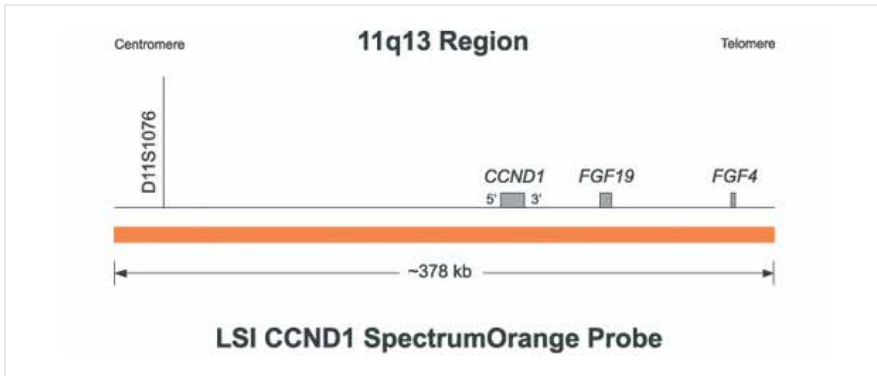 Centromere
11q13 Region
Telomere
D11S1076
CCND1
FGF19
FGF4
5'
3'
~378 kb
LSI CCND1 SpectrumOrange Probe